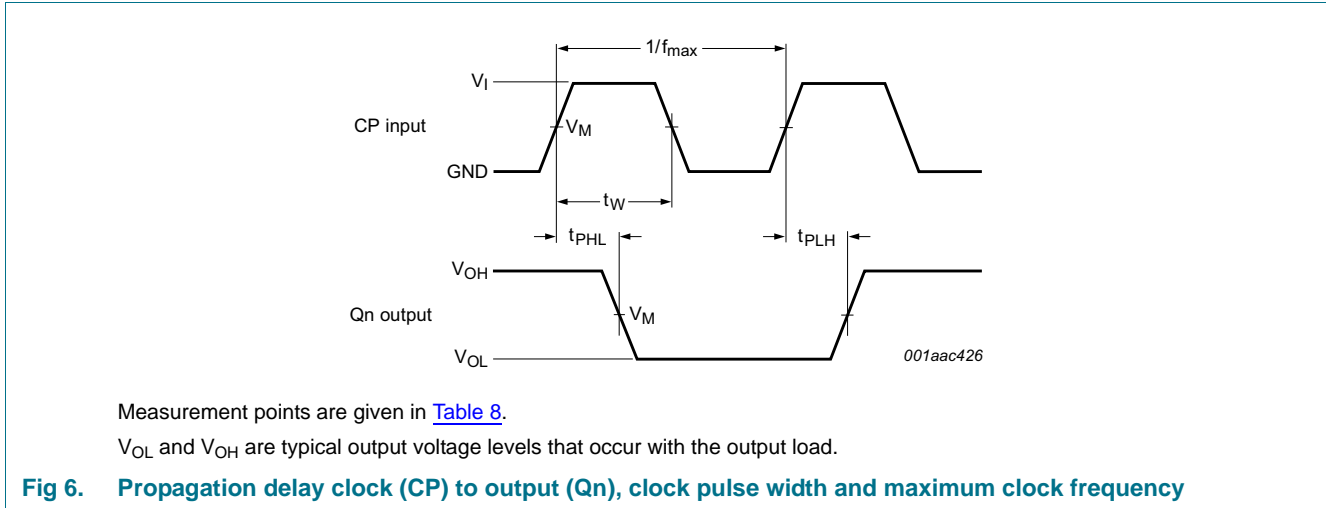 1/fmax
VI
CP input
VM
GND
tW
tPHL
tPLH
VOH
Qn output
VM
VOL
001aac426
Measurement points are given in Table 8.
VOL and VOH are typical output voltage levels that occur with the output load.
Fig 6. Propagation delay clock (CP) to output (Qn), clock pulse width and maximum clock frequency